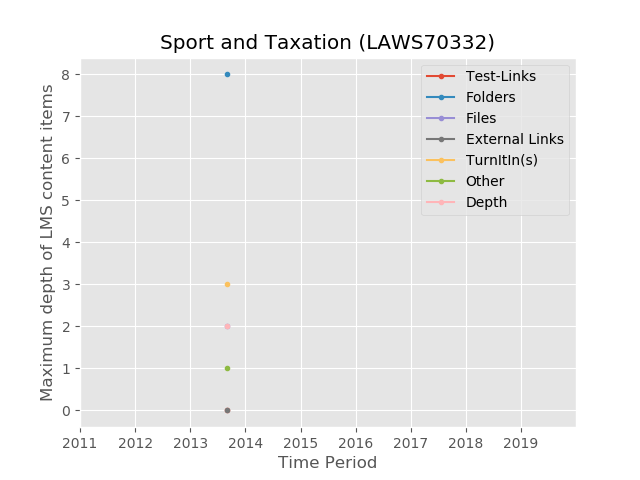 Sport and Taxation (LAWS70332)
Maximum depth of LMS content items
8
7
6
5
4
3
2
1
0
Test-Links
Folders
Files
External Links
TurnItIn(s)
Other
Depth
2011 2012 2013 2014 2015 2016 2017 2018 2019
Time Period